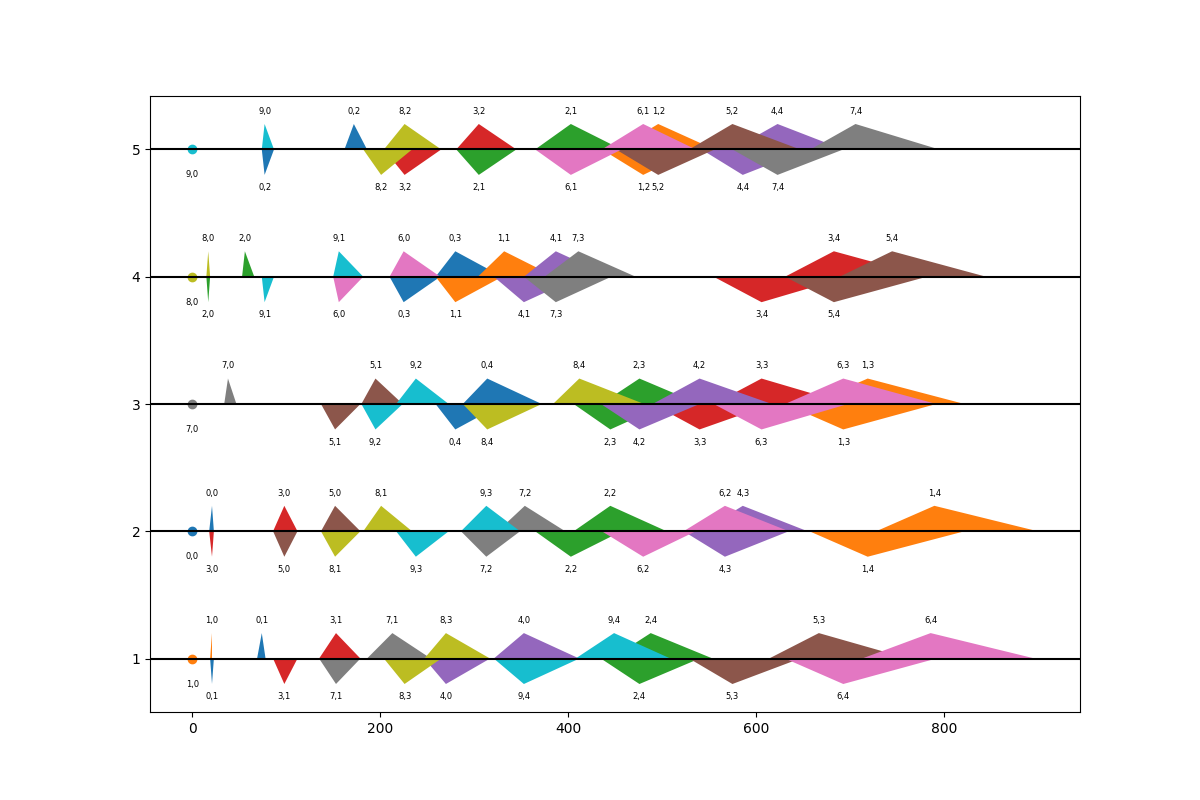 9,0 0,2 8,2 3,2 2,1 6,1 1,2 5,2 4,4 7,4
5
9,0
0,2 8,2 3,2 2,1 6,1 1,2 5,2 4,4 7,4
8,0 2,0 9,1 6,0 0,3 1,1 4,1 7,3 3,4 5,4
4
8,0
2,0 9,1 6,0 0,3 1,1 4,1 7,3 3,4 5,4
7,0 5,1 9,2 0,4 8,4 2,3 4,2 3,3 6,3 1,3
3
7,0
5,1 9,2 0,4 8,4 2,3 4,2 3,3 6,3 1,3
0,0 3,0 5,0 8,1 9,3 7,2 2,2 6,2 4,3 1,4
2
0,0
3,0 5,0 8,1 9,3 7,2 2,2 6,2 4,3 1,4
1,0 0,1 3,1 7,1 8,3 4,0 9,4 2,4 5,3 6,4
1
1,0
0,1 3,1 7,1 8,3 4,0 9,4 2,4 5,3 6,4
0 200 400 600 800